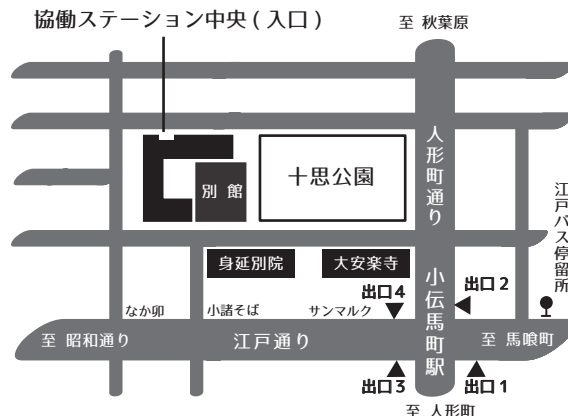 協働ステーション中央 ( 入口 )
至 秋葉原
人形町通り
別 館
十思公園
江戸バス停留所
身延別院
大安楽寺
小伝馬町駅
出口2
出口4
なか卯
小諸そば
サンマルク
至 昭和通り
江戸通り
至 馬喰町
出口3
出口1
至 人形町